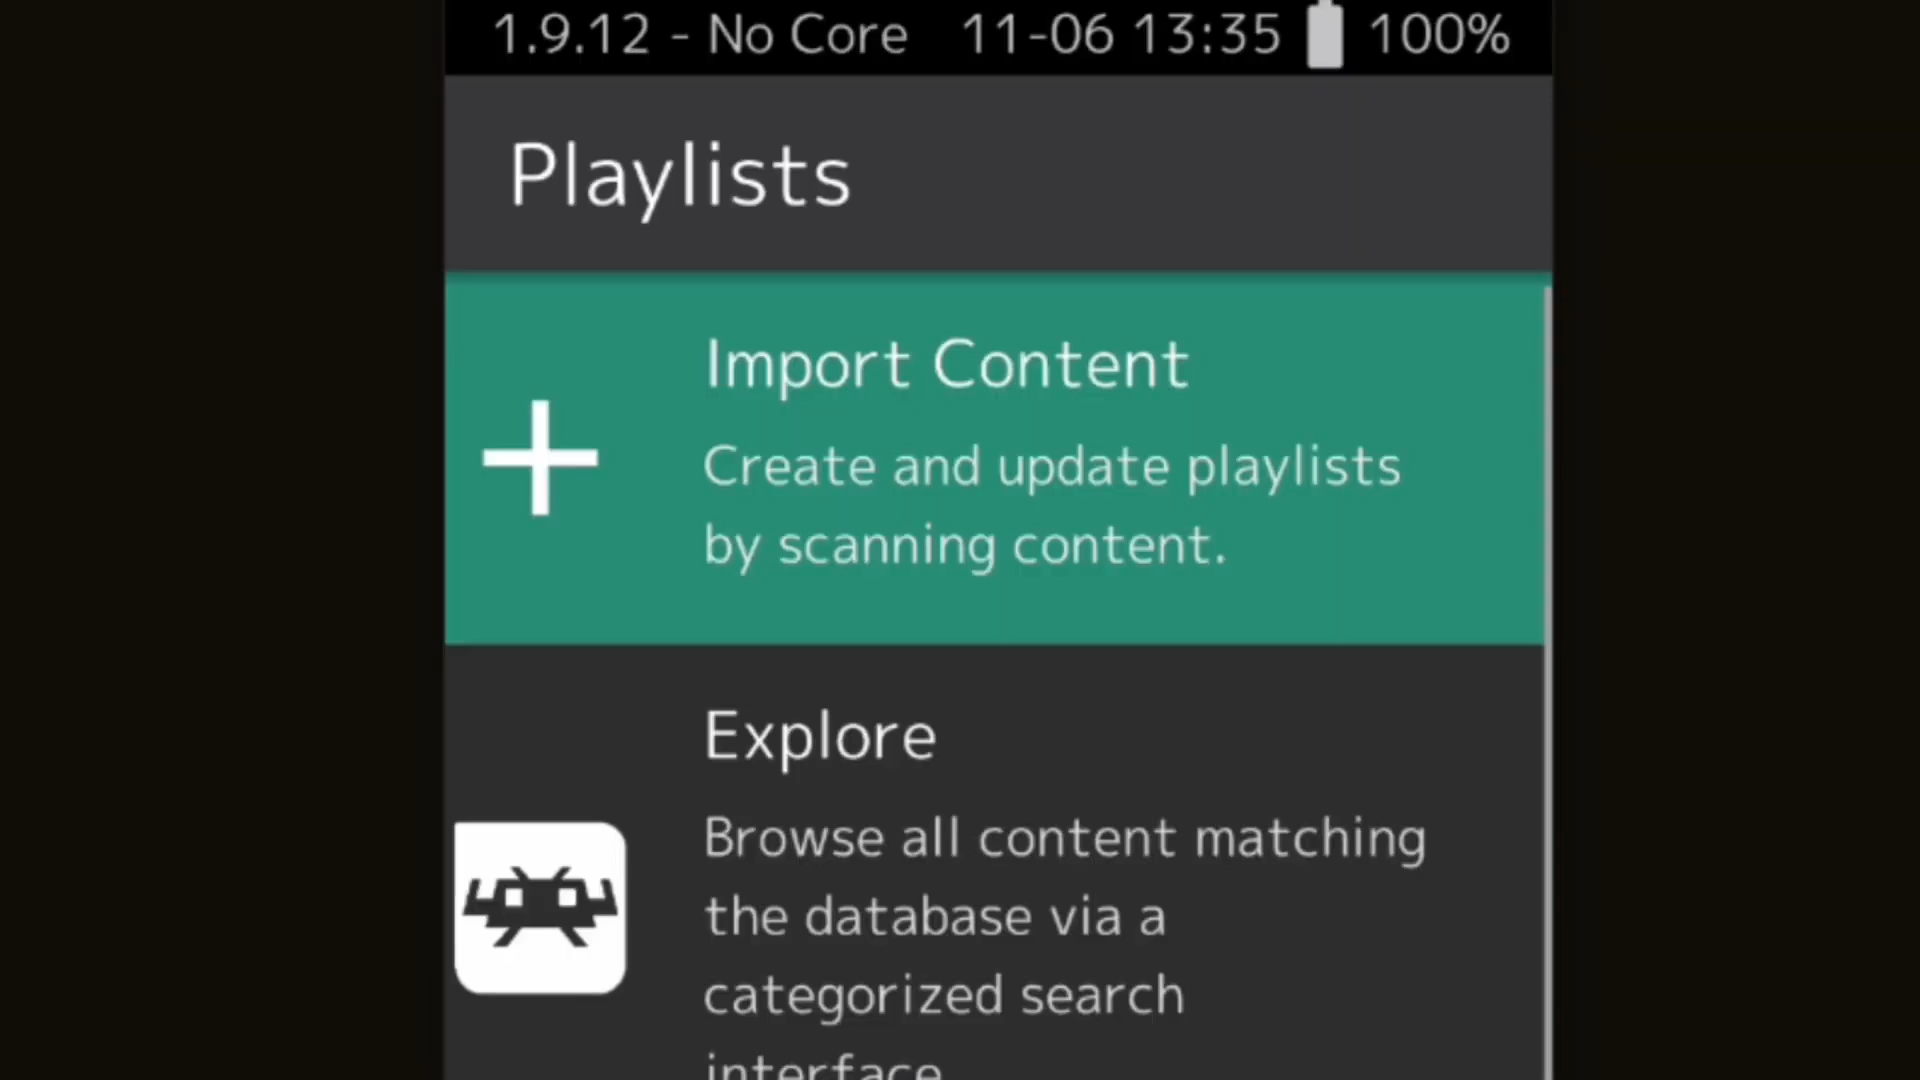 1.9.12 - No Core 11-06 13:35 100%
Playlists
Import Content
Create and update playlists
by scanning content.
Explore
Browse all content matching
the database via a
categorized search
interface